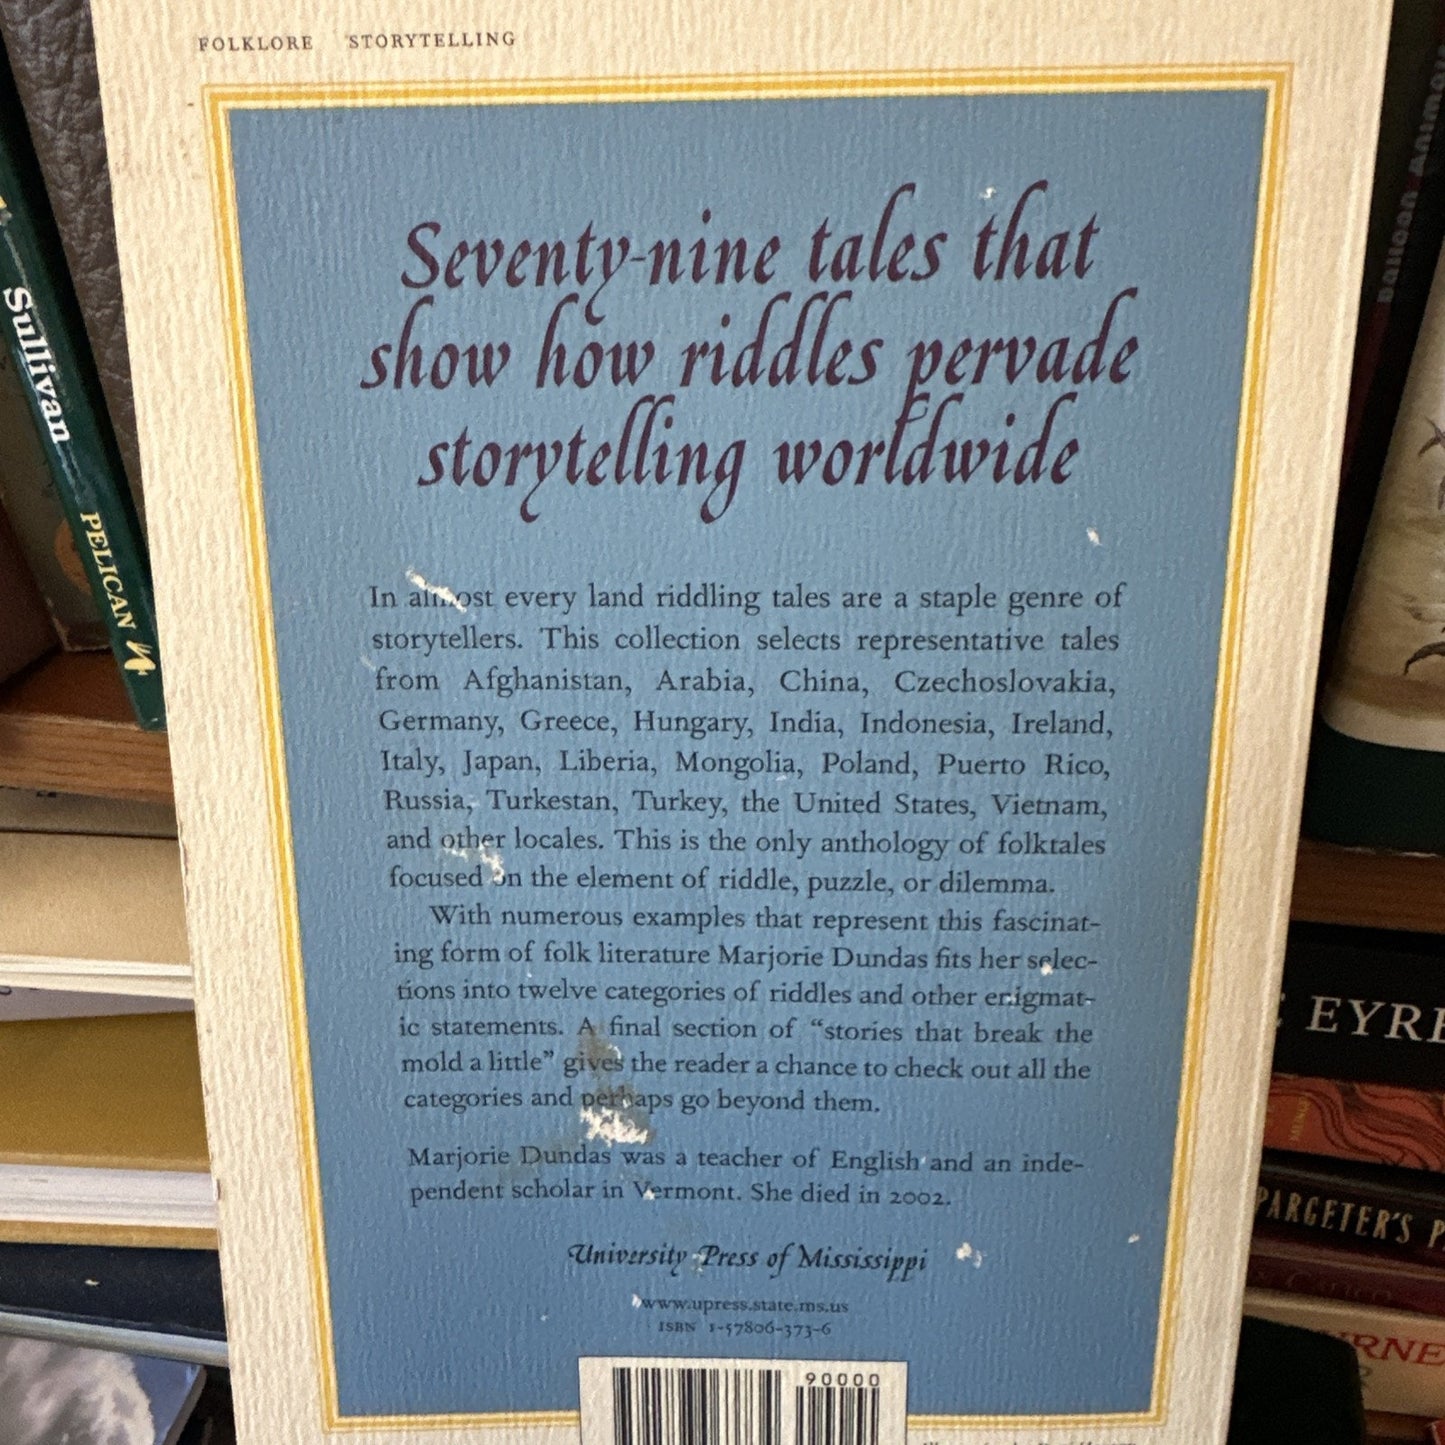 FOLKLORE STORYTELLING
Seventy-nine tales that
show how riddles pervade
storytelling worldwide
In almost every land riddling tales are a staple genre of
storytellers. This collection selects representative tales
from Afghanistan, Arabia, China, Czechoslovakia,
Germany, Greece, Hungary, India, Indonesia, Ireland,
Italy, Japan, Liberia, Mongolia, Poland, Puerto Rico,
Russia, Turkestan, Turkey, the United States, Vietnam,
and other locales. This is the only anthology of folktales
focused on the element of riddle, puzzle, or dilemma.
With numerous examples that represent this fascinat-
ing form of folk literature Marjorie Dundas fits her selec-
tions into twelve categories of riddles and other enigmat-
ic statements. A final section of “stories that break the
mold a little” gives the reader a chance to check out all the
categories and perhaps go beyond them.
Marjorie Dundas was a teacher of English and an inde-
pendent scholar in Vermont. She died in 2002.
University Press of Mississippi
www.upress.state.ms.us
ISBN 1-57806-373-6
90000
Sullivan
PELICAN
EYRE
PARGETER'S P